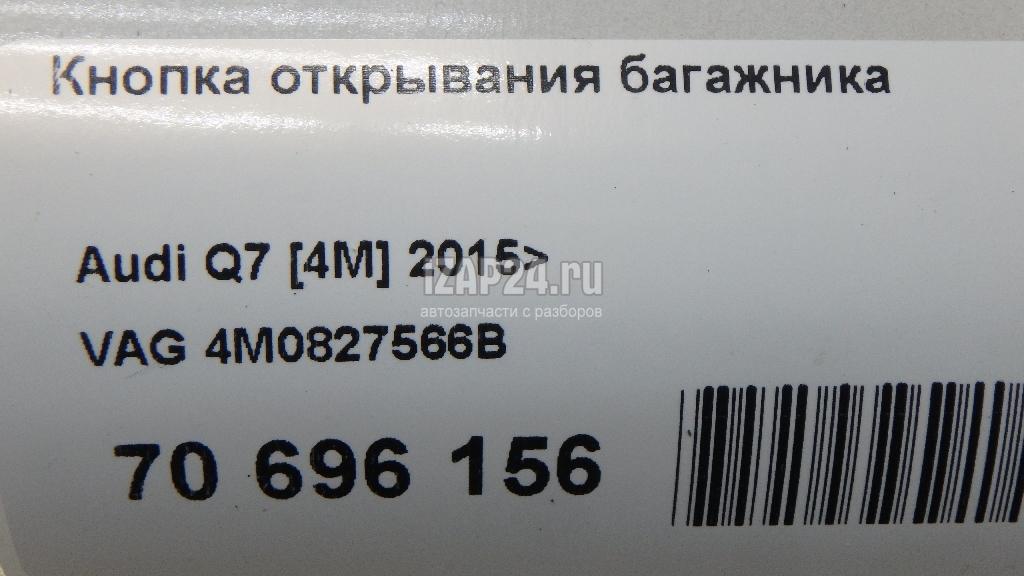 Кнопка открывания багажника
Audi Q7 [4M] 2015>
iZAP24.ru
автозапчасти с разборов
VAG 4M0827566B
70 696 156